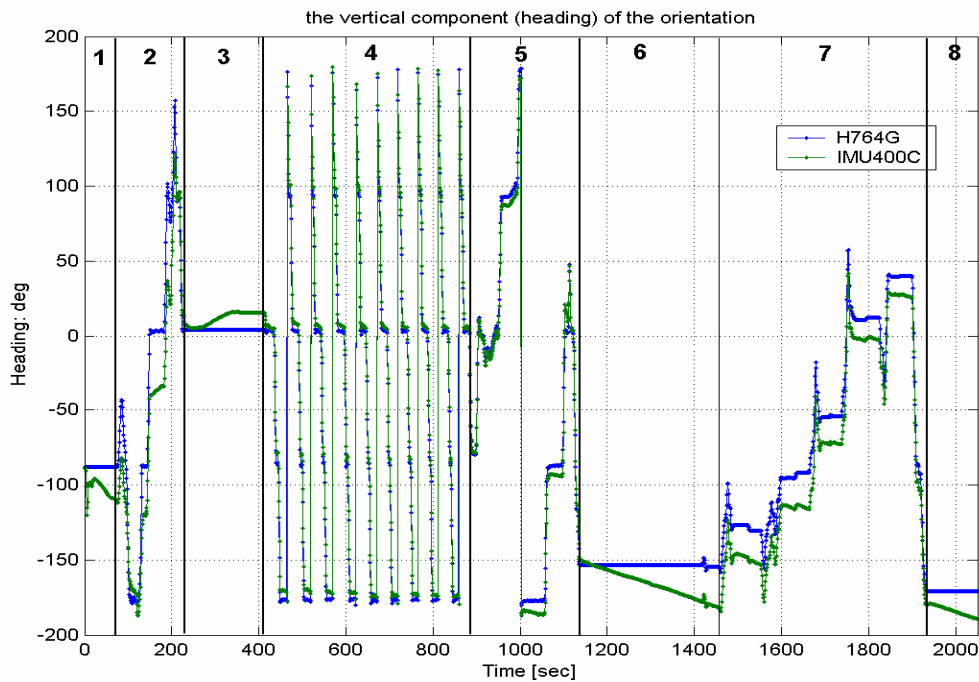 the vertical component (heading) of the orientation
1 2 3 4 5 6 7 8
200
150
100
50
0
-50
-100
-150
-200
Heading: deg
H764G
IMU400C
0 200 400 600 800 1000 1200 1400 1600 1800 2000
Time [sec]